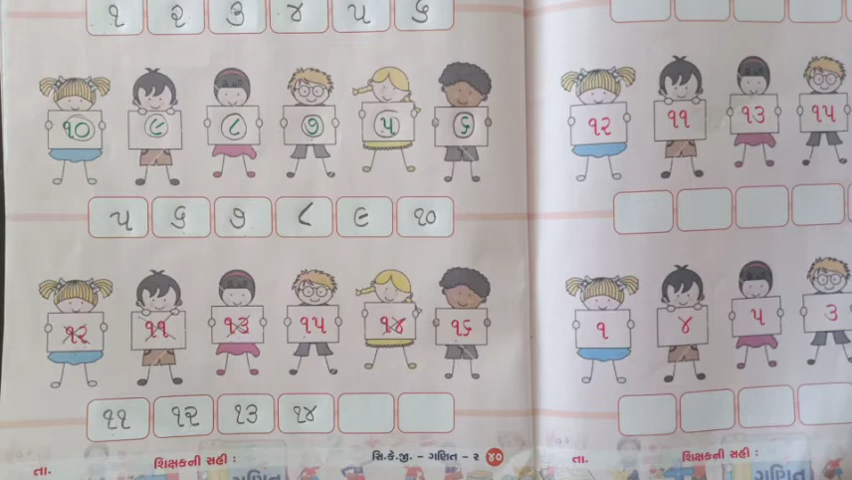 ૧ ૨ ૩ ૪ ૫ ૬
૧૦ ૯ ૮ ૭ ૫ ૬
૫ ૬ ૭ ૮ ૯ ૧૦
૧૨ ૧૧ ૧૩ ૧૫ ૧૪ ૧૬
૧૧ ૧૨ ૧૩ ૧૪
તા. શિક્ષકની સહી :
સિ.કે.જી. - ગણિત - ૨ ૪૦
૧૨ ૧૧ ૧૩ ૧૫
૧ ૪ ૫ ૩
તા. શિક્ષકની સહી :
ગણિત